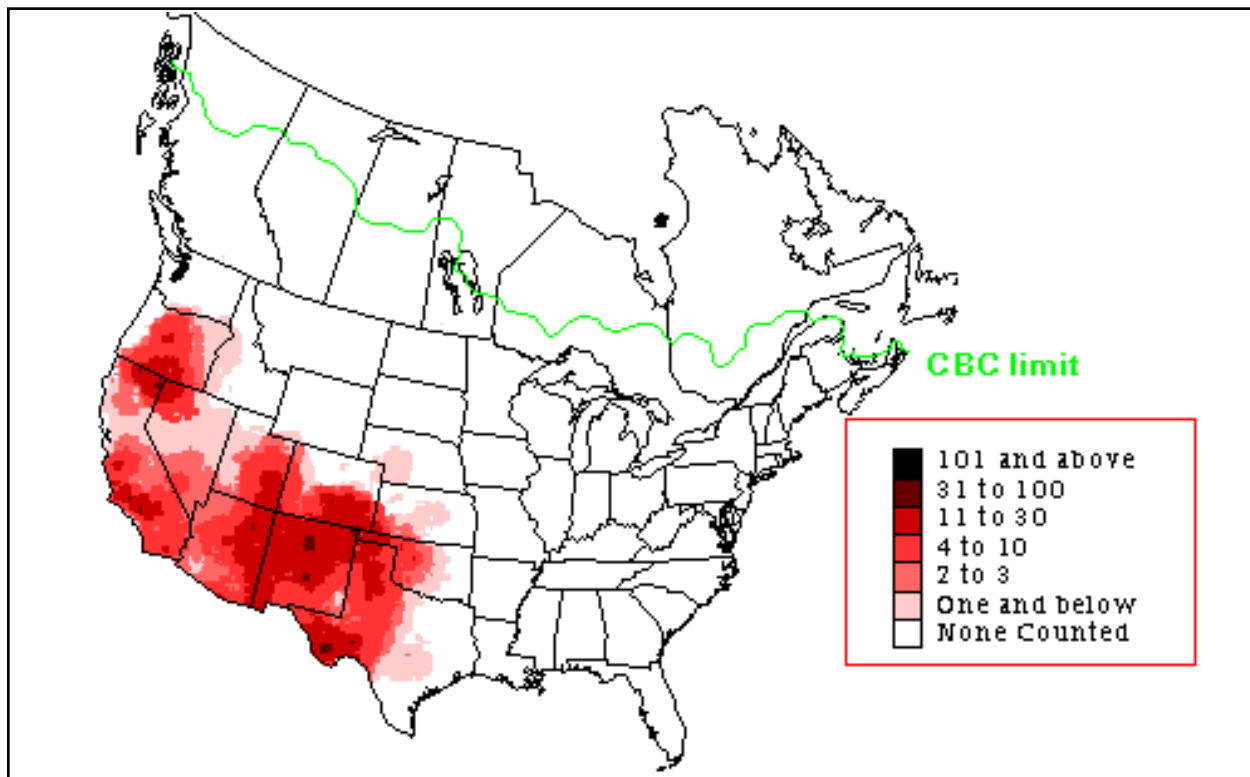 CBC limit
101 and above
31 to 100
11 to 30
4 to 10
2 to 3
One and below
None Counted